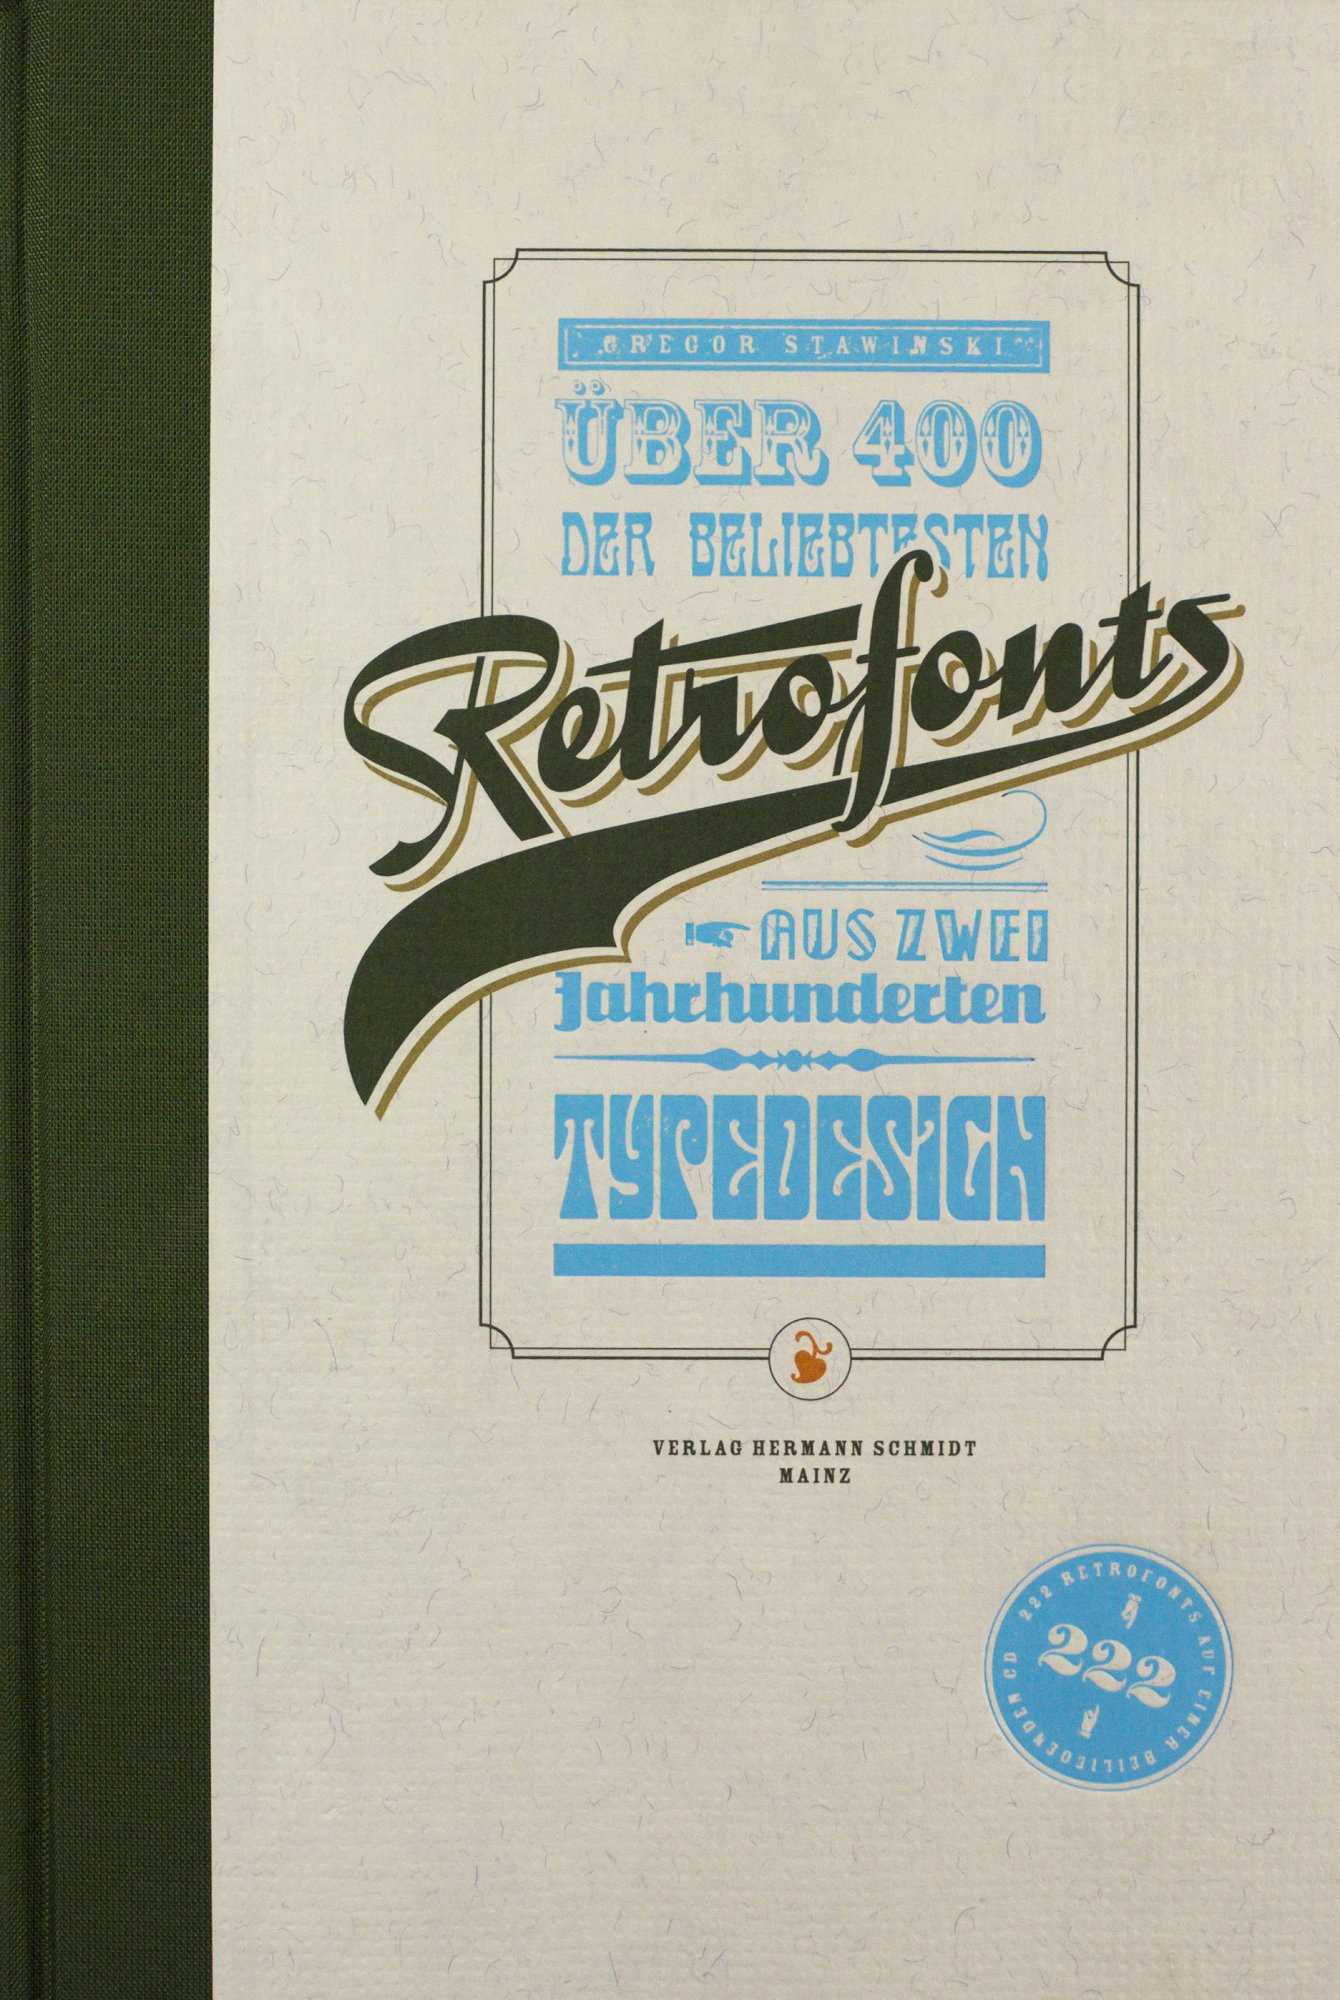 GREGOR STAWINSKI
ÜBER 400
DER BELIEBTESTEN
Retrofonts
AUS ZWEI
Jahrhunderten
TYPEDESIGN
VERLAG HERMANN SCHMIDT
MAINZ
222 RETROFONTS AUF EINER BEILIEGENDEN CD
222